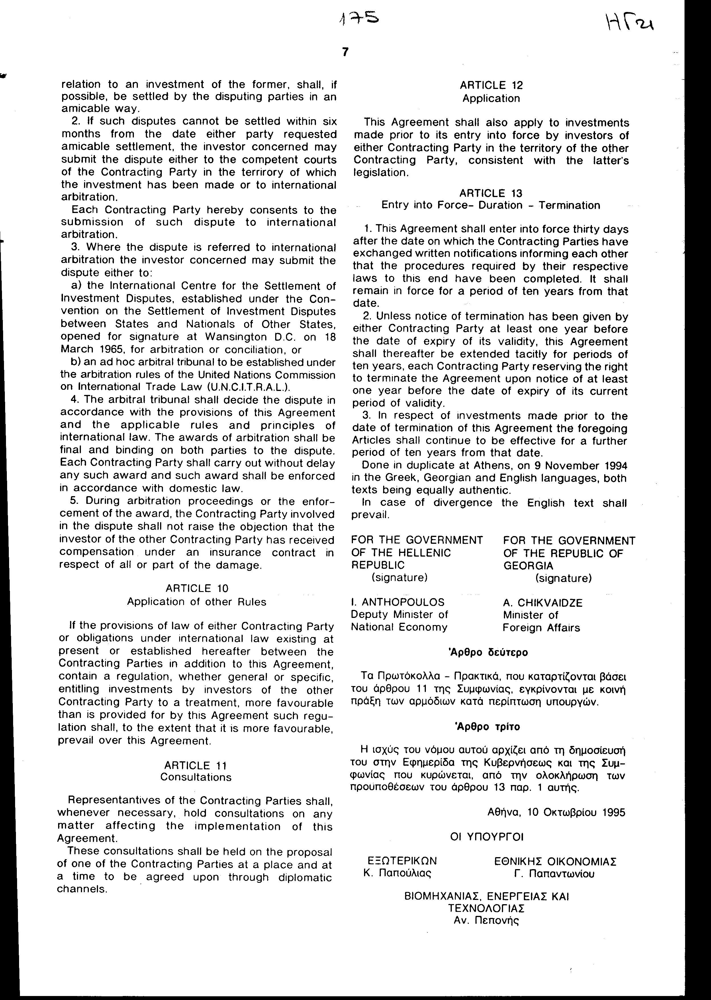 175
ΗΓ21
7
relation to an investment of the former, shall, if
possible, be settled by the disputing parties in an
amicable way.
2. If such disputes cannot be settled within six
months from the date either party requested
amicable settlement, the investor concerned may
submit the dispute either to the competent courts
of the Contracting Party in the terrirory of which
the investment has been made or to international
arbitration.
Each Contracting Party hereby consents to the
submission of such dispute to international
arbitration.
3. Where the dispute is referred to international
arbitration the investor concerned may submit the
dispute either to:
a) the International Centre for the Settlement of
Investment Disputes, established under the Con-
vention on the Settlement of Investment Disputes
between States and Nationals of Other States,
opened for signature at Wansington D.C. on 18
March 1965, for arbitration or conciliation, or
b) an ad hoc arbitral tribunal to be established under
the arbitration rules of the United Nations Commission
on International Trade Law (U.N.C.I.T.R.A.L.).
4. The arbitral tribunal shall decide the dispute in
accordance with the provisions of this Agreement
and the applicable rules and principles of
international law. The awards of arbitration shall be
final and binding on both parties to the dispute.
Each Contracting Party shall carry out without delay
any such award and such award shall be enforced
in accordance with domestic law.
5. During arbitration proceedings or the enfor-
cement of the award, the Contracting Party involved
in the dispute shall not raise the objection that the
investor of the other Contracting Party has received
compensation under an insurance contract in
respect of all or part of the damage.
ARTICLE 10
Application of other Rules
If the provisions of law of either Contracting Party
or obligations under international law existing at
present or established hereafter between the
Contracting Parties in addition to this Agreement,
contain a regulation, whether general or specific,
entitling investments by investors of the other
Contracting Party to a treatment, more favourable
than is provided for by this Agreement such regu-
lation shall, to the extent that it is more favourable,
prevail over this Agreement.
ARTICLE 11
Consultations
Representantives of the Contracting Parties shall,
whenever necessary, hold consultations on any
matter affecting the implementation of this
Agreement.
These consultations shall be held on the proposal
of one of the Contracting Parties at a place and at
a time to be agreed upon through diplomatic
channels.
ARTICLE 12
Application
This Agreement shall also apply to investments
made prior to its entry into force by investors of
either Contracting Party in the territory of the other
Contracting Party, consistent with the latter's
legislation.
ARTICLE 13
Entry into Force- Duration - Termination
1. This Agreement shall enter into force thirty days
after the date on which the Contracting Parties have
exchanged written notifications informing each other
that the procedures required by their respective
laws to this end have been completed. It shall
remain in force for a period of ten years from that
date.
2. Unless notice of termination has been given by
either Contracting Party at least one year before
the date of expiry of its validity, this Agreement
shall thereafter be extended tacitly for periods of
ten years, each Contracting Party reserving the right
to terminate the Agreement upon notice of at least
one year before the date of expiry of its current
period of validity.
3. In respect of investments made prior to the
date of termination of this Agreement the foregoing
Articles shall continue to be effective for a further
period of ten years from that date.
Done in duplicate at Athens, on 9 November 1994
in the Greek, Georgian and English languages, both
texts being equally authentic.
In case of divergence the English text shall
prevail.
FOR THE GOVERNMENT FOR THE GOVERNMENT
OF THE HELLENIC OF THE REPUBLIC OF
REPUBLIC GEORGIA
(signature) (signature)
I. ANTHOPOULOS A. CHIKVAIDZE
Deputy Minister of Minister of
National Economy Foreign Affairs
Άρθρο δεύτερο
Τα Πρωτόκολλα - Πρακτικά, που καταρτίζονται βάσει
του άρθρου 11 της Συμφωνίας, εγκρίνονται με κοινή
πράξη των αρμόδιων κατά περίπτωση υπουργών.
Άρθρο τρίτο
Η ισχύς του νόμου αυτού αρχίζει από τη δημοσίευσή
του στην Εφημερίδα της Κυβερνήσεως και της Συμ-
φωνίας που κυρώνεται, από την ολοκλήρωση των
προϋποθέσεων του άρθρου 13 παρ. 1 αυτής.
Αθήνα, 10 Οκτωβρίου 1995
ΟΙ ΥΠΟΥΡΓΟΙ
ΕΞΩΤΕΡΙΚΩΝ ΕΘΝΙΚΗΣ ΟΙΚΟΝΟΜΙΑΣ
Κ. Παπούλιας Γ. Παπαντωνίου
ΒΙΟΜΗΧΑΝΙΑΣ, ΕΝΕΡΓΕΙΑΣ ΚΑΙ
ΤΕΧΝΟΛΟΓΙΑΣ
Αν. Πεπονής